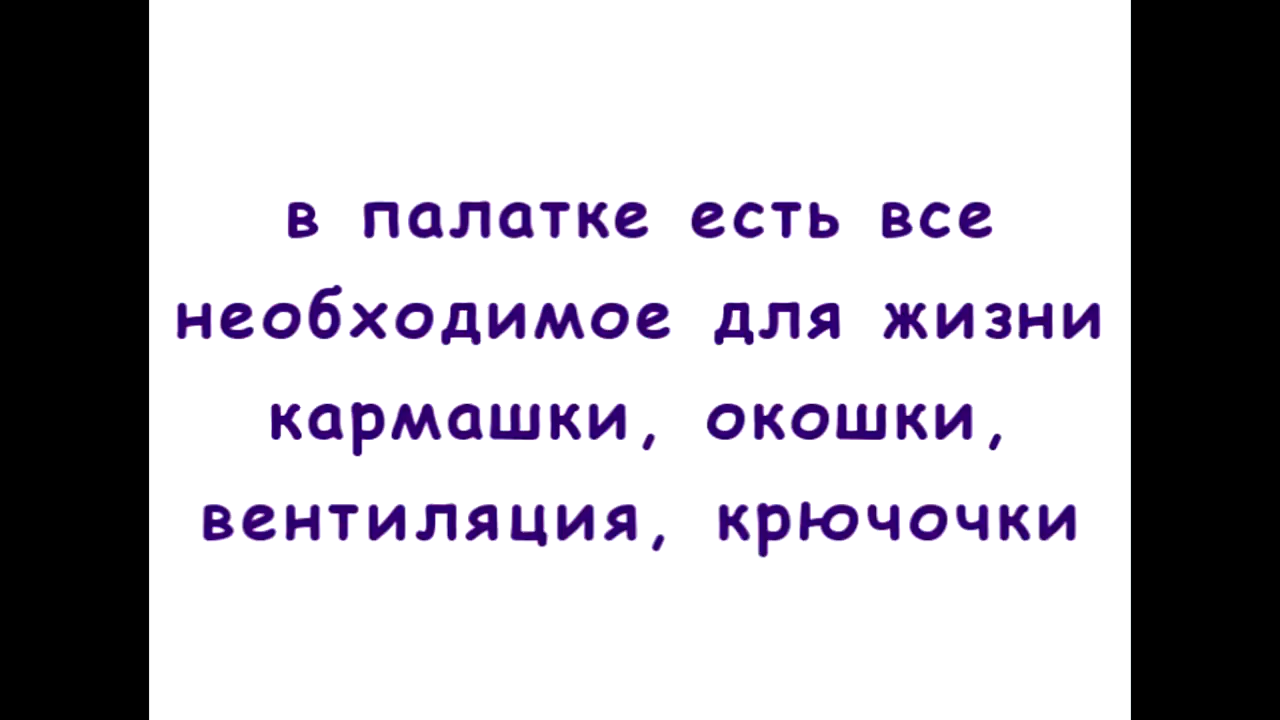 в палатке есть все
необходимое для жизни
кармашки, окошки,
вентиляция, крючочки